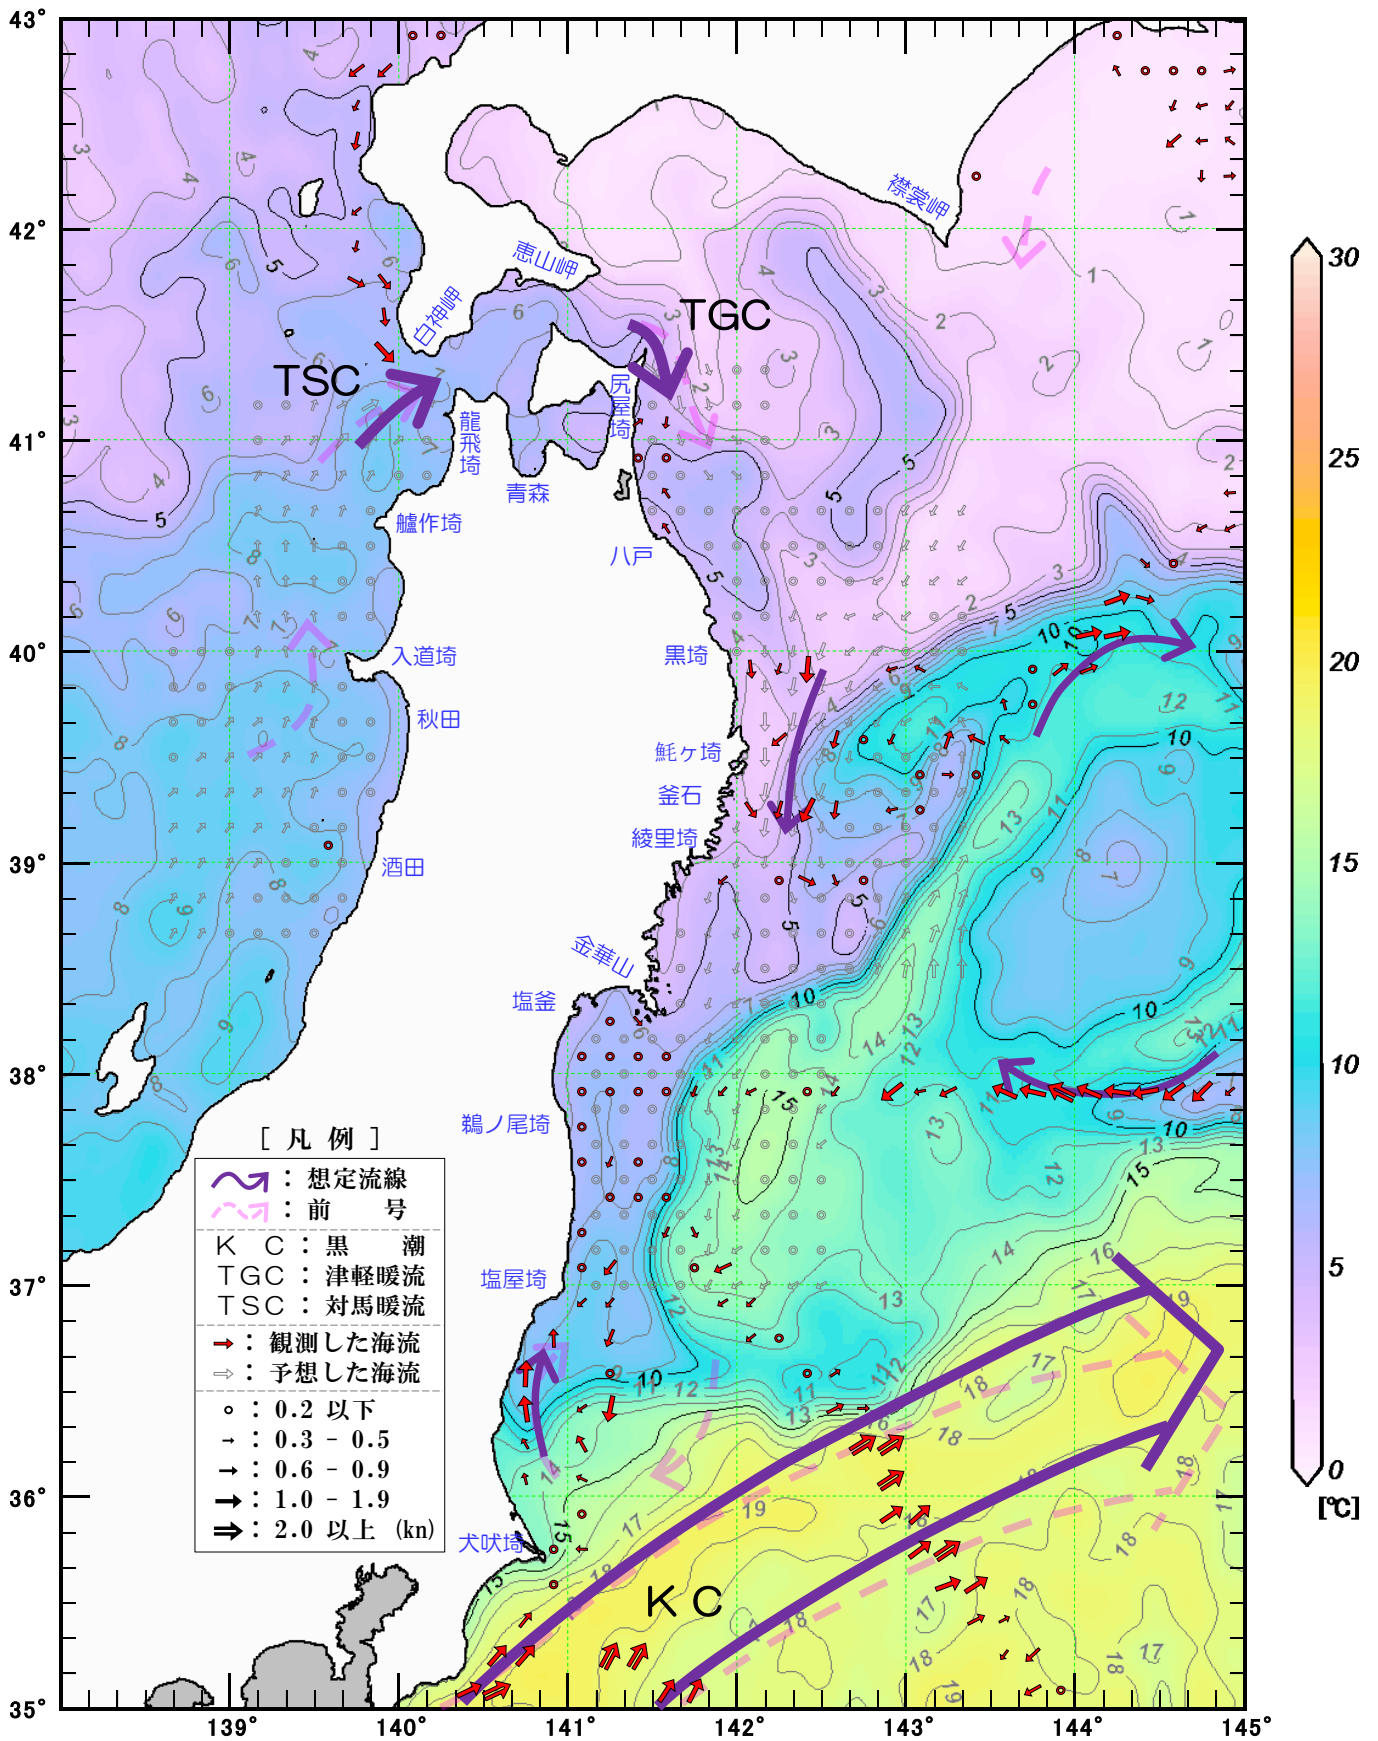 43°
42°
41°
40°
39°
38°
37°
36°
35°
139°
140°
141°
142°
143°
144°
145°
襟裳岬
恵山岬
白神岬
TGC
TSC
尻屋埼
龍飛埼
青森
艫作埼
八戸
入道埼
黒埼
秋田
魹ヶ埼
釜石
綾里埼
酒田
金華山
塩釜
鵜ノ尾埼
塩屋埼
犬吠埼
KC
[凡 例]
: 想定流線
: 前 号
K C : 黒 潮
TGC : 津軽暖流
TSC : 対馬暖流
: 観測した海流
: 予想した海流
: 0.2 以下
: 0.3 - 0.5
: 0.6 - 0.9
: 1.0 - 1.9
: 2.0 以上 (kn)
30
25
20
15
10
5
0
[℃]